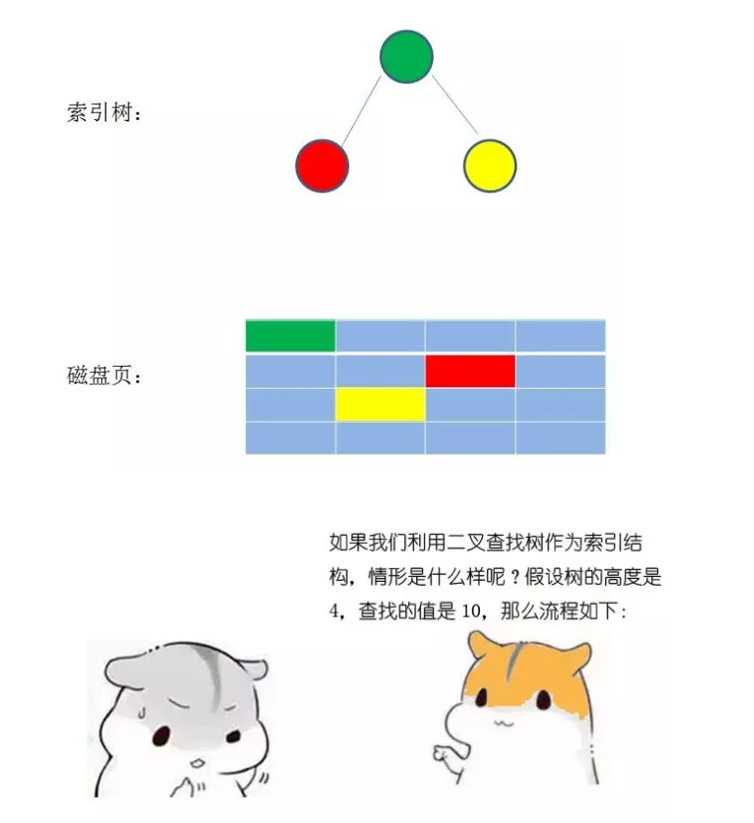 索引树：
磁盘页：
如果我们利用二叉查找树作为索引结
构，情形是什么样呢？假设树的高度是
4，查找的值是 10，那么流程如下：